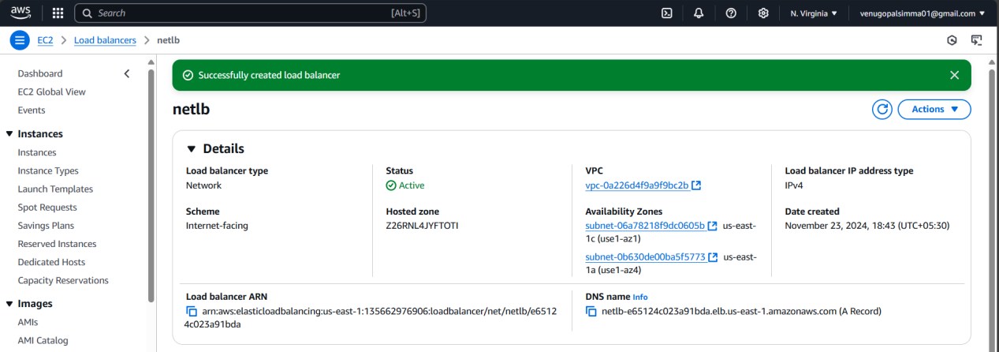 aws
Search [Alt+S]
N. Virginia
venugopalsimma01@gmail.com
EC2 > Load balancers > netlb
Dashboard
EC2 Global View
Events
Instances
Instances
Instance Types
Launch Templates
Spot Requests
Savings Plans
Reserved Instances
Dedicated Hosts
Capacity Reservations
Images
AMIs
AMI Catalog
Successfully created load balancer
netlb
Actions
Details
Load balancer type
Network
Status
Active
VPC
vpc-0a226d4f9a9f9bc2b
Load balancer IP address type
IPv4
Scheme
Internet-facing
Hosted zone
Z26RNL4JYFTOTI
Availability Zones
subnet-06a78218f9dc0605b us-east-
1c (use1-az1)
subnet-0b630de00ba5f5773 us-east-
1a (use1-az4)
Date created
November 23, 2024, 18:43 (UTC+05:30)
Load balancer ARN
arn:aws:elasticloadbalancing:us-east-1:135662976906:loadbalancer/net/netlb/e6512
4c023a91bda
DNS name Info
netlb-e65124c023a91bda.elb.us-east-1.amazonaws.com (A Record)